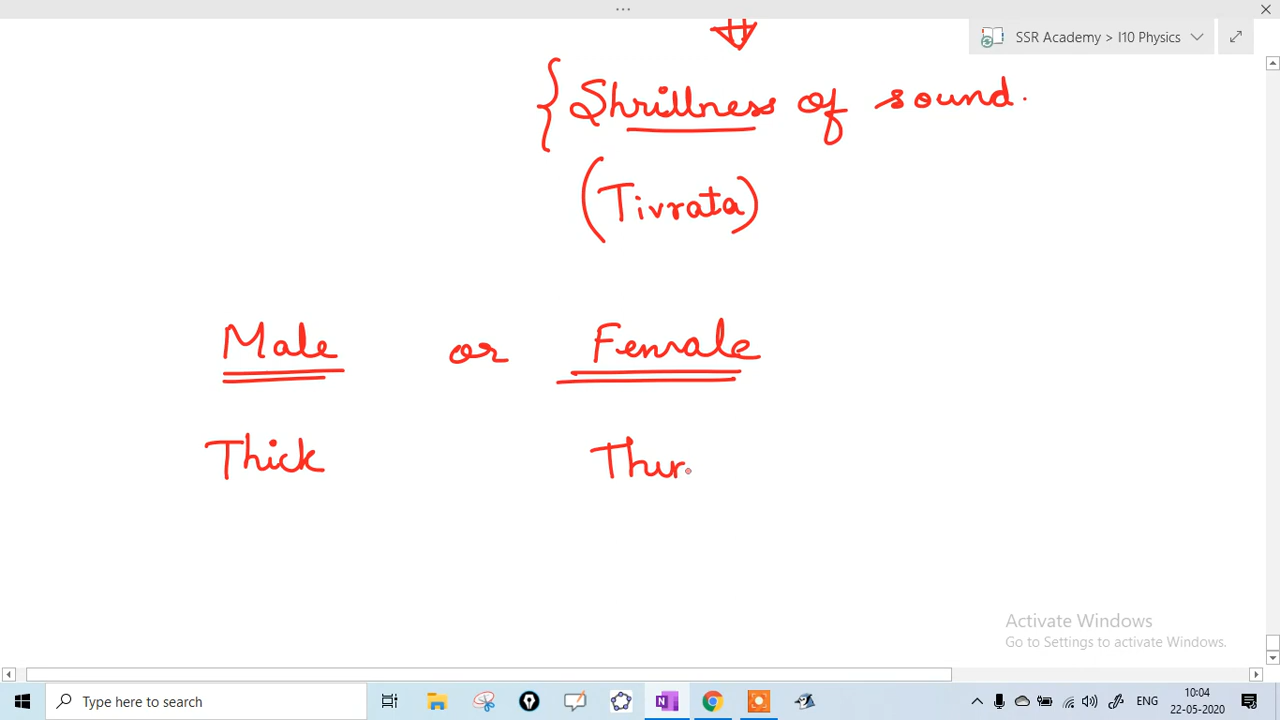 SSR Academy > I10 Physics
{ Shrillness of sound.
(Tivrata)
Male or Female
Thick
Activate Windows
Go to Settings to activate Windows.
Type here to search
ENG
10:04
22-05-2020